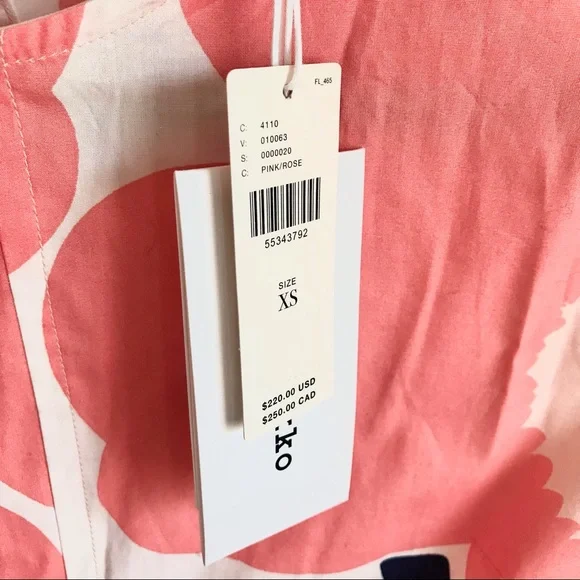 FL_465
C: 4110
V: 010063
S: 0000020
C: PINK/ROSE
55343792
SIZE
XS
$220.00 USD
$250.00 CAD
ko